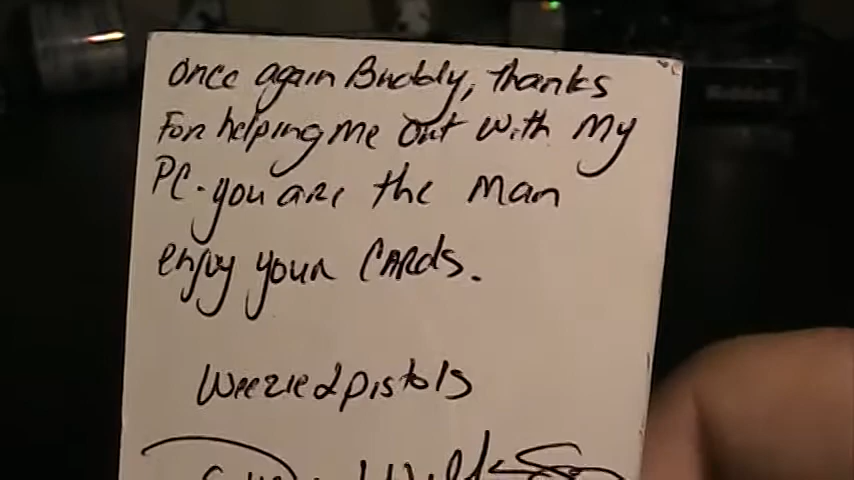 once again Buddy, thanks
For helping me out with my
PC. you are the man
enjoy your CARds.
Weezie2pistols